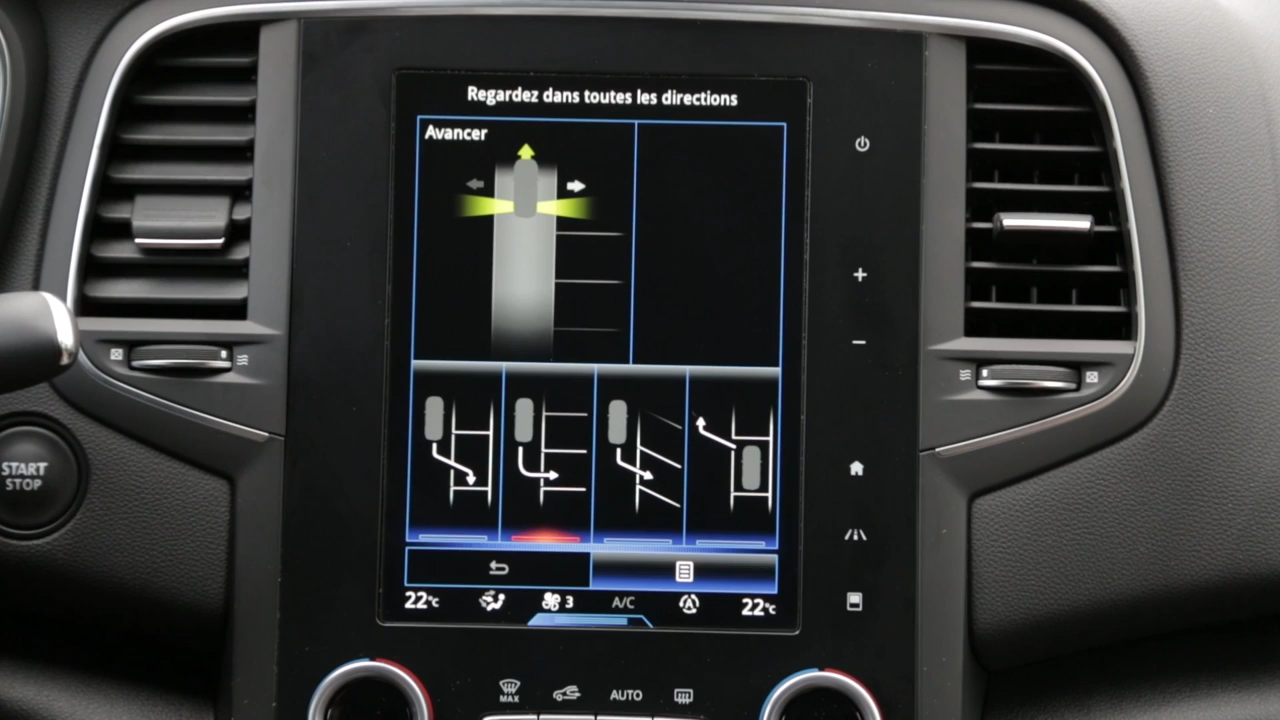 Regardez dans toutes les directions
Avancer
START
STOP
22°C
3
A/C
22°C
MAX
AUTO